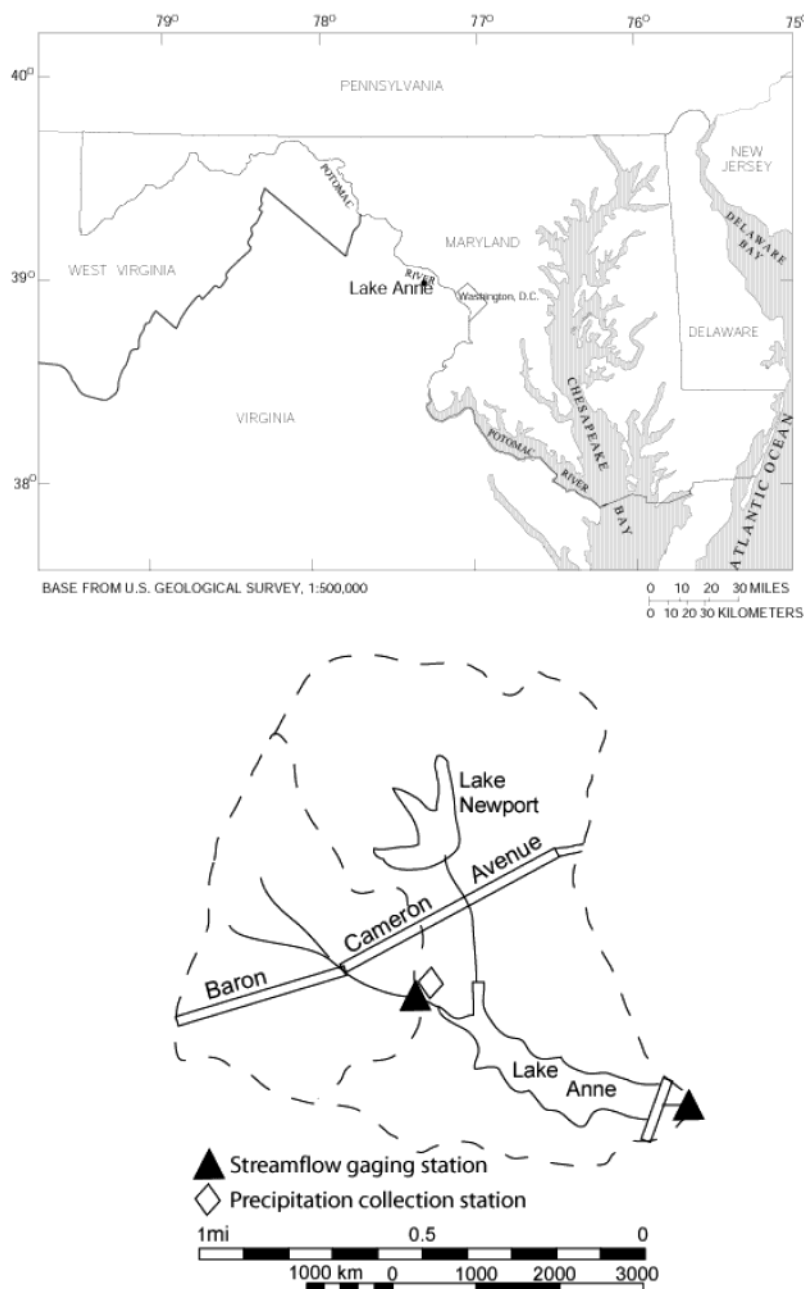 79°
78°
77°
76°
75°
40°
PENNSYLVANIA
NEW
JERSEY
POTOMAC
DELAWARE
BAY
MARYLAND
39°
WEST VIRGINIA
RIVER
Lake Anne
Washington, D.C.
DELAWARE
VIRGINIA
CHESAPEAKE
BAY
POTOMAC
RIVER
ATLANTIC OCEAN
38°
BASE FROM U.S. GEOLOGICAL SURVEY, 1:500,000
0 10 20 30 MILES
0 10 20 30 KILOMETERS
Lake
Newport
Baron Cameron Avenue
Lake
Anne
Streamflow gaging station
Precipitation collection station
1mi 0.5 0
1000 km 0 1000 2000 3000